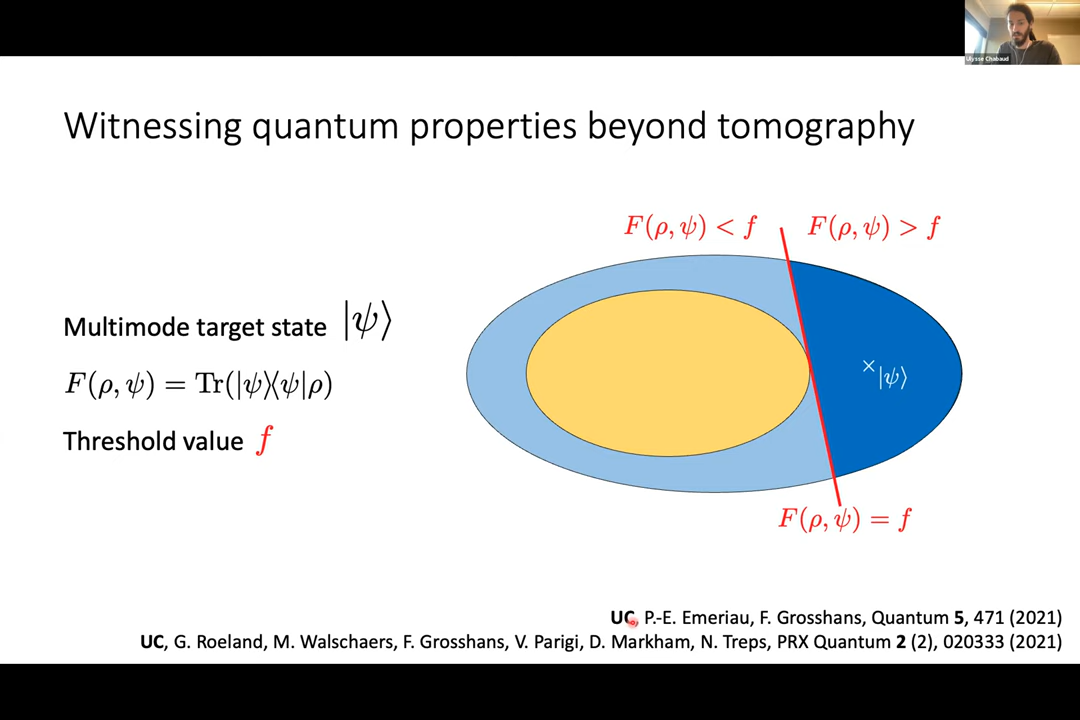 Ulysse Chabaud
Witnessing quantum properties beyond tomography
F(ρ, ψ) < f
F(ρ, ψ) > f
Multimode target state |ψ⟩
F(ρ, ψ) = Tr(|ψ⟩⟨ψ|ρ)
Threshold value f
×|ψ⟩
F(ρ, ψ) = f
UC, P.-E. Emeriau, F. Grosshans, Quantum 5, 471 (2021)
UC, G. Roeland, M. Walschaers, F. Grosshans, V. Parigi, D. Markham, N. Treps, PRX Quantum 2 (2), 020333 (2021)